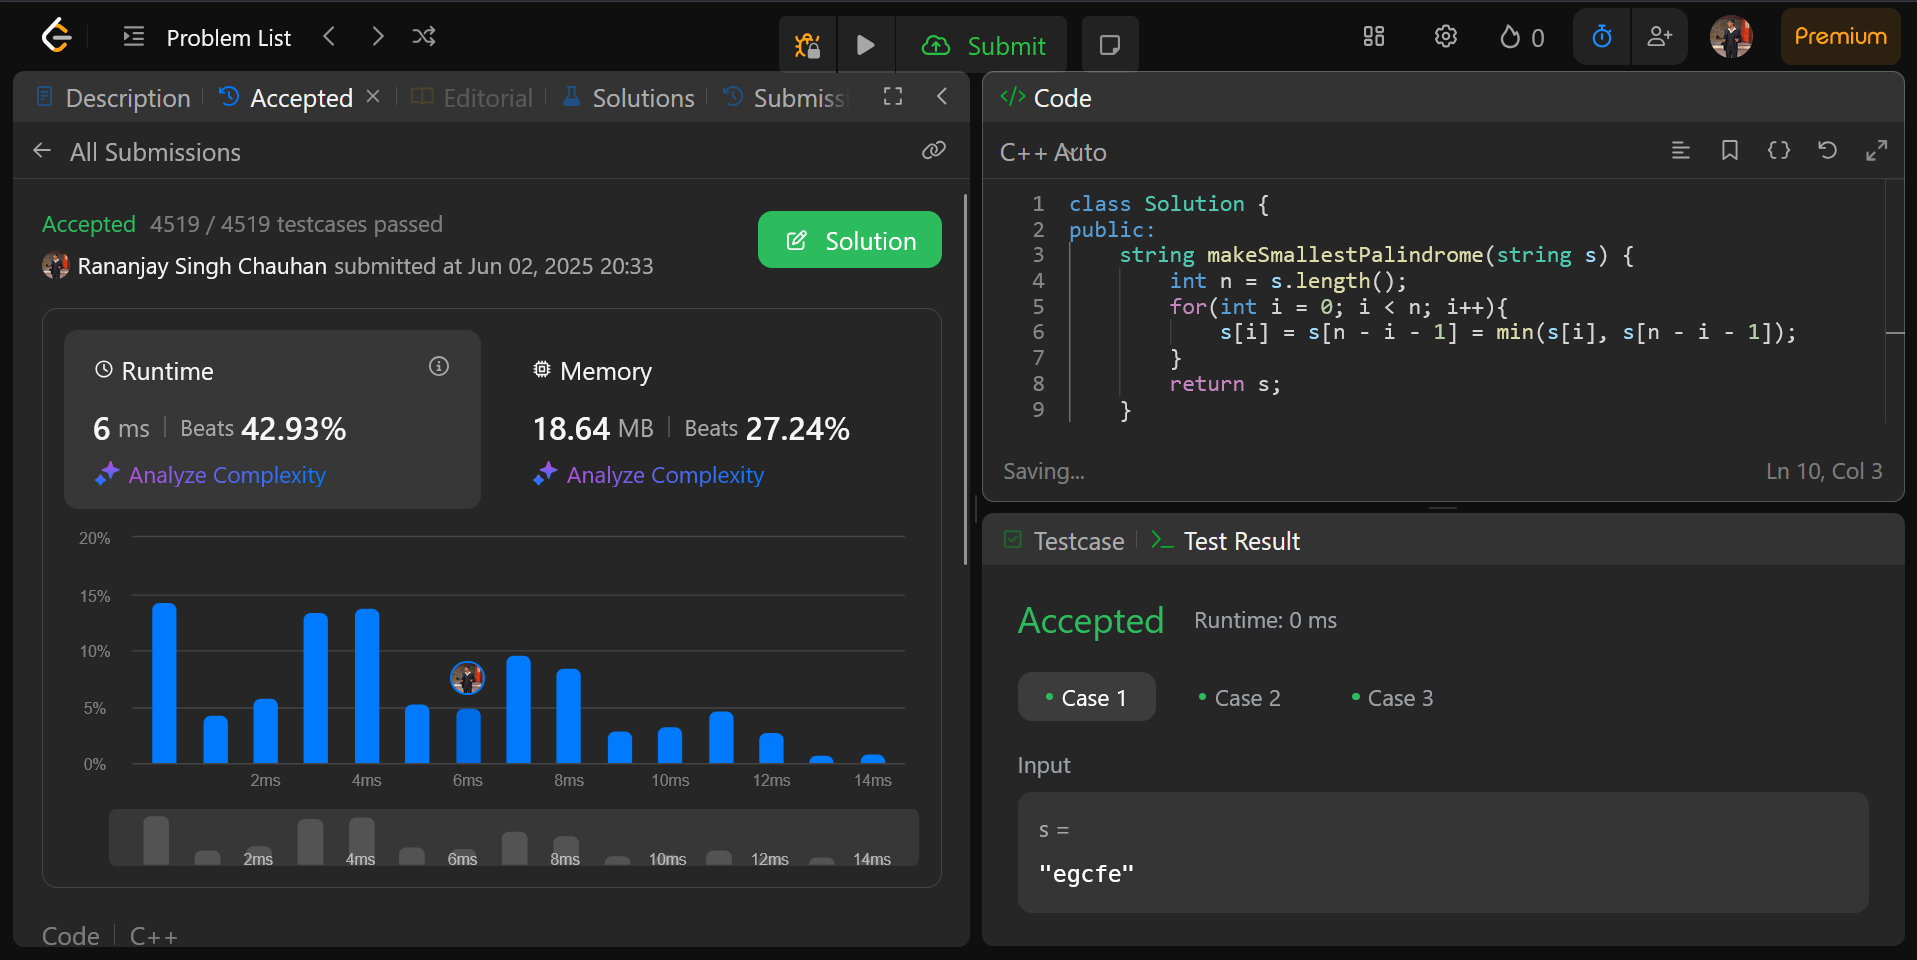 Problem List
Submit
0
Premium
Description
Accepted
Editorial
Solutions
Submissi
All Submissions
Accepted 4519 / 4519 testcases passed
Rananjay Singh Chauhan submitted at Jun 02, 2025 20:33
Solution
Runtime
6 ms Beats 42.93%
Analyze Complexity
Memory
18.64 MB Beats 27.24%
Analyze Complexity
20%
15%
10%
5%
0%
2ms 4ms 6ms 8ms 10ms 12ms 14ms
2ms 4ms 6ms 8ms 10ms 12ms 14ms
Code C++
</> Code
C++ Auto
1 class Solution {
2 public:
3 string makeSmallestPalindrome(string s) {
4 int n = s.length();
5 for(int i = 0; i < n; i++){
6 s[i] = s[n - i - 1] = min(s[i], s[n - i - 1]);
7 }
8 return s;
9 }
Saving...
Ln 10, Col 3
Testcase
Test Result
Accepted Runtime: 0 ms
Case 1 Case 2 Case 3
Input
s =
"egcfe"